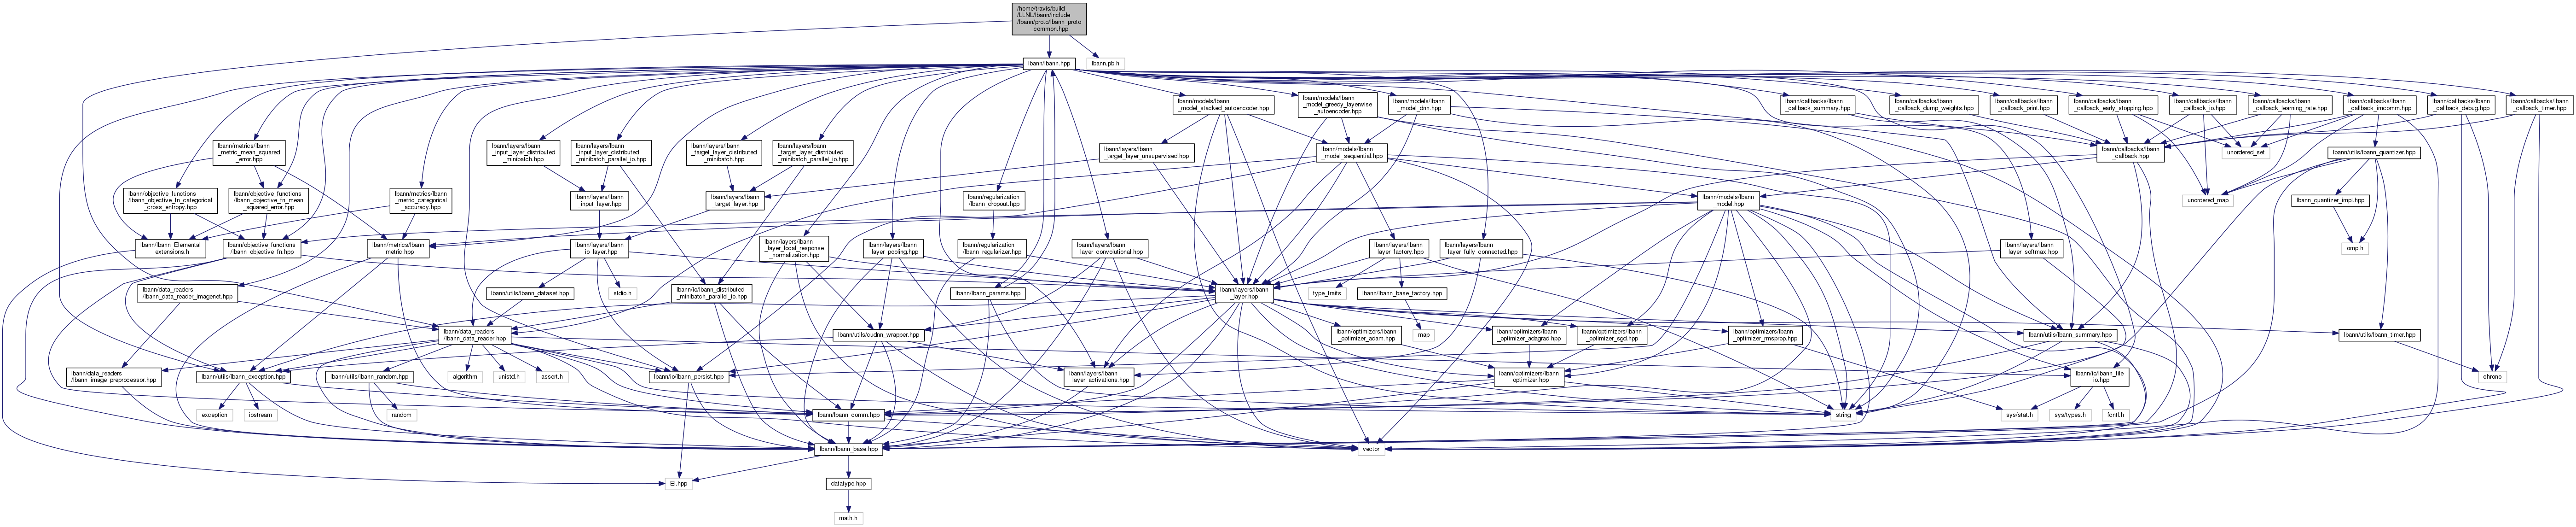 /home/travis/build
/LLNL/lbann/include
/lbann/proto/lbann_proto
_common.hpp
lbann/lbann.hpp
lbann.pb.h
lbann/models/lbann
_model_stacked_autoencoder.hpp
lbann/models/lbann
_model_greedy_layerwise
_autoencoder.hpp
lbann/models/lbann
_model_dnn.hpp
lbann/callbacks/lbann
_callback_summary.hpp
lbann/callbacks/lbann
_callback_dump_weights.hpp
lbann/callbacks/lbann
_callback_print.hpp
lbann/callbacks/lbann
_callback_early_stopping.hpp
lbann/callbacks/lbann
_callback_io.hpp
lbann/callbacks/lbann
_callback_learning_rate.hpp
lbann/callbacks/lbann
_callback_imcomm.hpp
lbann/callbacks/lbann
_callback_debug.hpp
lbann/callbacks/lbann
_callback_timer.hpp
lbann/metrics/lbann
_metric_mean_squared
_error.hpp
lbann/layers/lbann
_input_layer_distributed
_minibatch.hpp
lbann/layers/lbann
_input_layer_distributed
_minibatch_parallel_io.hpp
lbann/layers/lbann
_target_layer_distributed
_minibatch.hpp
lbann/layers/lbann
_target_layer_distributed
_minibatch_parallel_io.hpp
lbann/layers/lbann
_target_layer_unsupervised.hpp
lbann/models/lbann
_model_sequential.hpp
lbann/callbacks/lbann
_callback.hpp
unordered_set
lbann/utils/lbann_quantizer.hpp
lbann/objective_functions
/lbann_objective_fn_categorical
_cross_entropy.hpp
lbann/objective_functions
/lbann_objective_fn_mean
_squared_error.hpp
lbann/metrics/lbann
_metric_categorical
_accuracy.hpp
lbann/layers/lbann
_input_layer.hpp
lbann/layers/lbann
_target_layer.hpp
lbann/regularization
/lbann_dropout.hpp
lbann/models/lbann
_model.hpp
unordered_map
lbann_quantizer_impl.hpp
lbann/lbann_Elemental
_extensions.h
lbann/objective_functions
/lbann_objective_fn.hpp
lbann/metrics/lbann
_metric.hpp
lbann/layers/lbann
_io_layer.hpp
lbann/layers/lbann
_layer_local_response
_normalization.hpp
lbann/layers/lbann
_layer_pooling.hpp
lbann/regularization
/lbann_regularizer.hpp
lbann/layers/lbann
_layer_convolutional.hpp
lbann/layers/lbann
_layer_factory.hpp
lbann/layers/lbann
_layer_fully_connected.hpp
lbann/layers/lbann
_layer_softmax.hpp
omp.h
lbann/data_readers
/lbann_data_reader_imagenet.hpp
lbann/utils/lbann_dataset.hpp
stdio.h
lbann/io/lbann_distributed
_minibatch_parallel_io.hpp
lbann/lbann_params.hpp
lbann/layers/lbann
_layer.hpp
type_traits
lbann/lbann_base_factory.hpp
lbann/data_readers
/lbann_data_reader.hpp
lbann/utils/cudnn_wrapper.hpp
lbann/optimizers/lbann
_optimizer_adam.hpp
map
lbann/optimizers/lbann
_optimizer_adagrad.hpp
lbann/optimizers/lbann
_optimizer_sgd.hpp
lbann/optimizers/lbann
_optimizer_rmsprop.hpp
lbann/utils/lbann_summary.hpp
lbann/utils/lbann_timer.hpp
lbann/data_readers
/lbann_image_preprocessor.hpp
lbann/utils/lbann_exception.hpp
lbann/utils/lbann_random.hpp
algorithm
unistd.h
assert.h
lbann/io/lbann_persist.hpp
lbann/layers/lbann
_layer_activations.hpp
lbann/optimizers/lbann
_optimizer.hpp
lbann/io/lbann_file
_io.hpp
chrono
exception
iostream
random
lbann/lbann_comm.hpp
string
sys/stat.h
sys/types.h
fcntl.h
lbann/lbann_base.hpp
vector
El.hpp
datatype.hpp
math.h